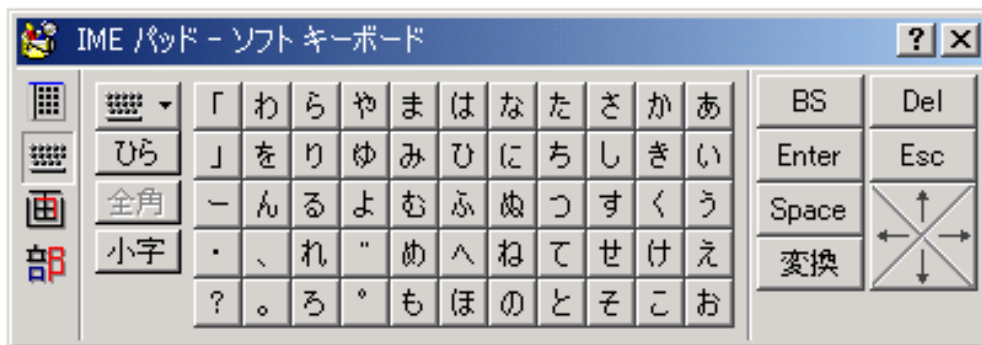 IME パッド - ソフト キーボード
「 わ ら や ま は な た さ か あ BS Del
ひら 」 を り ゆ み ひ に ち し き い Enter Esc
全角 ー ん る よ む ふ ぬ つ す く う Space
小字 ・ 、 れ ゛ め へ ね て せ け え 変換
? 。 ろ ゜ も ほ の と そ こ お
画
部